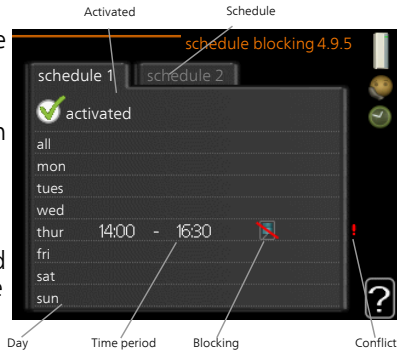 Activated Schedule
e
schedule blocking 4.9.5
schedule 1 schedule 2
activated
n
all
mon
tues
wed
thur 14:00 - 16:30 !
d
fri
e
sat
sun
?
Day Time period Blocking Conflict